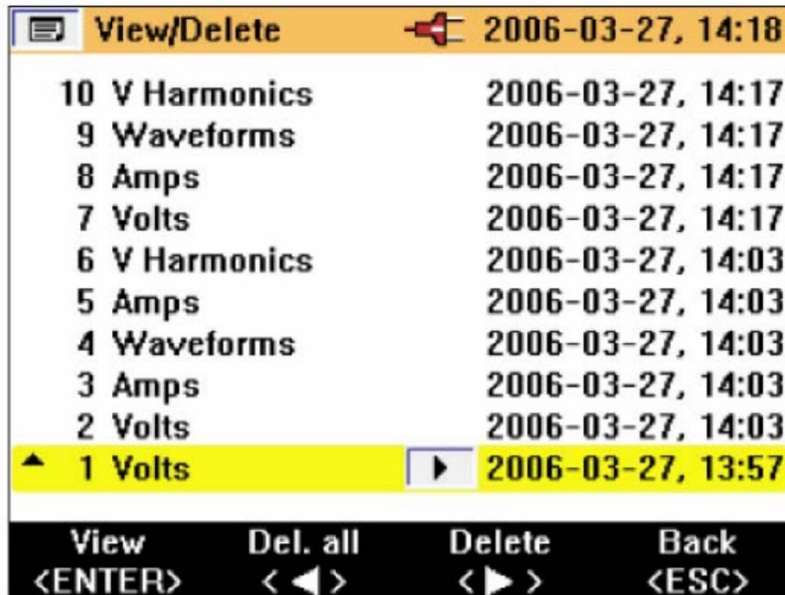 View/Delete 2006-03-27, 14:18
10 V Harmonics 2006-03-27, 14:17
9 Waveforms 2006-03-27, 14:17
8 Amps 2006-03-27, 14:17
7 Volts 2006-03-27, 14:17
6 V Harmonics 2006-03-27, 14:03
5 Amps 2006-03-27, 14:03
4 Waveforms 2006-03-27, 14:03
3 Amps 2006-03-27, 14:03
2 Volts 2006-03-27, 14:03
1 Volts 2006-03-27, 13:57
View Del. all Delete Back
<ENTER> <◀> <▶> <ESC>